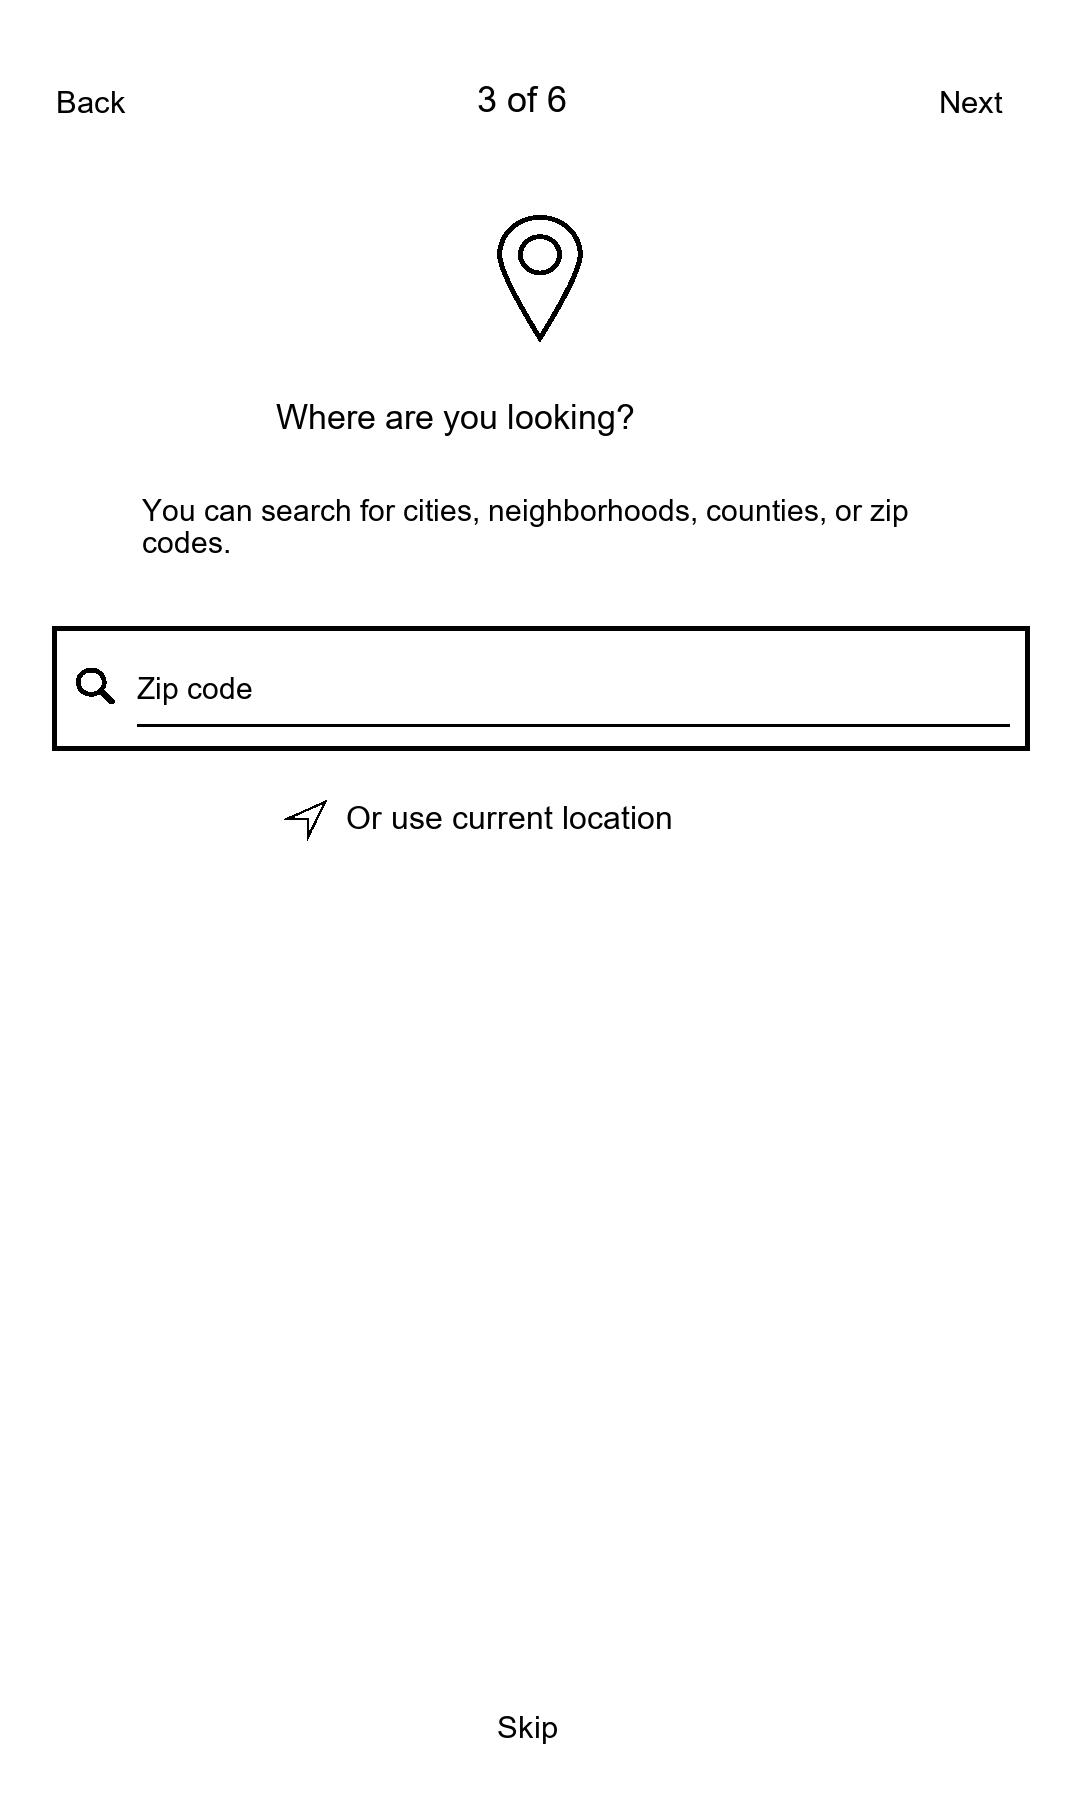 Back
3 of 6
Next
Where are you looking?
You can search for cities, neighborhoods, counties, or zip
codes.
Zip code
Or use current location
Skip